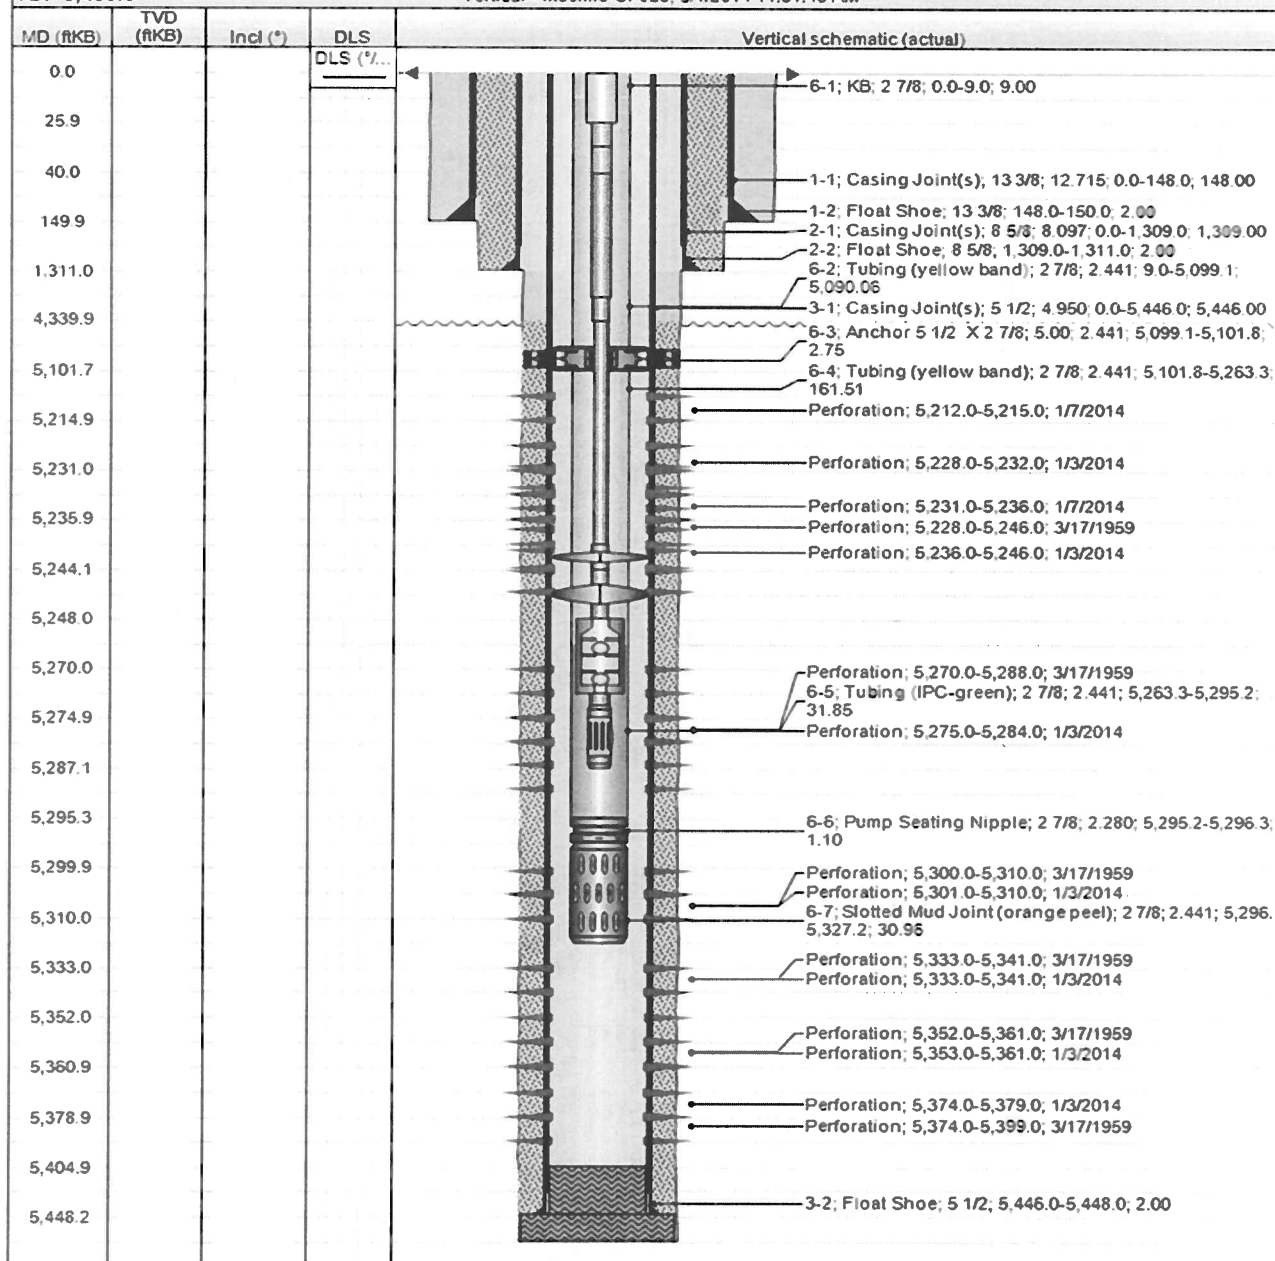 MD (ftKB)
TVD
(ftKB)
Incl (°)
DLS
Vertical schematic (actual)
DLS (°/...
0.0
25.9
40.0
149.9
1,311.0
4,339.9
5,101.7
5,214.9
5,231.0
5,235.9
5,244.1
5,248.0
5,270.0
5,274.9
5,287.1
5,295.3
5,299.9
5,310.0
5,333.0
5,352.0
5,360.9
5,378.9
5,404.9
5,448.2
6-1; KB; 2 7/8; 0.0-9.0; 9.00
1-1; Casing Joint(s); 13 3/8; 12.715; 0.0-148.0; 148.00
1-2; Float Shoe; 13 3/8; 148.0-150.0; 2.00
2-1; Casing Joint(s); 8 5/8; 8.097; 0.0-1,309.0; 1,309.00
2-2; Float Shoe; 8 5/8; 1,309.0-1,311.0; 2.00
6-2; Tubing (yellow band); 2 7/8; 2.441; 9.0-5,099.1;
5,090.06
3-1; Casing Joint(s); 5 1/2; 4.950; 0.0-5,446.0; 5,446.00
6-3; Anchor 5 1/2 X 2 7/8; 5.00; 2.441; 5,099.1-5,101.8;
2.75
6-4; Tubing (yellow band); 2 7/8; 2.441; 5,101.8-5,263.3;
161.51
Perforation; 5,212.0-5,215.0; 1/7/2014
Perforation; 5,228.0-5,232.0; 1/3/2014
Perforation; 5,231.0-5,236.0; 1/7/2014
Perforation; 5,228.0-5,246.0; 3/17/1959
Perforation; 5,236.0-5,246.0; 1/3/2014
Perforation; 5,270.0-5,288.0; 3/17/1959
6-5; Tubing (IPC-green); 2 7/8; 2.441; 5,263.3-5,295.2;
31.85
Perforation; 5,275.0-5,284.0; 1/3/2014
6-6; Pump Seating Nipple; 2 7/8; 2.280; 5,295.2-5,296.3;
1.10
Perforation; 5,300.0-5,310.0; 3/17/1959
Perforation; 5,301.0-5,310.0; 1/3/2014
6-7; Slotted Mud Joint (orange peel); 2 7/8; 2.441; 5,296.
5,327.2; 30.96
Perforation; 5,333.0-5,341.0; 3/17/1959
Perforation; 5,333.0-5,341.0; 1/3/2014
Perforation; 5,352.0-5,361.0; 3/17/1959
Perforation; 5,353.0-5,361.0; 1/3/2014
Perforation; 5,374.0-5,379.0; 1/3/2014
Perforation; 5,374.0-5,399.0; 3/17/1959
3-2; Float Shoe; 5 1/2; 5,446.0-5,448.0; 2.00